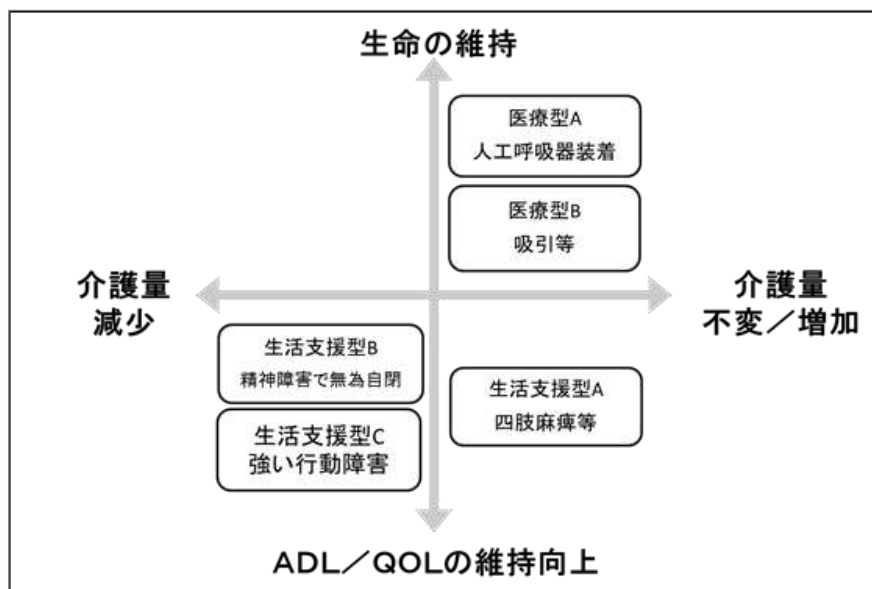 生命の維持
医療型A
人工呼吸器装着
医療型B
吸引等
介護量
減少
介護量
不変／増加
生活支援型B
精神障害で無為自閉
生活支援型A
四肢麻痺等
生活支援型C
強い行動障害
ADL／QOLの維持向上